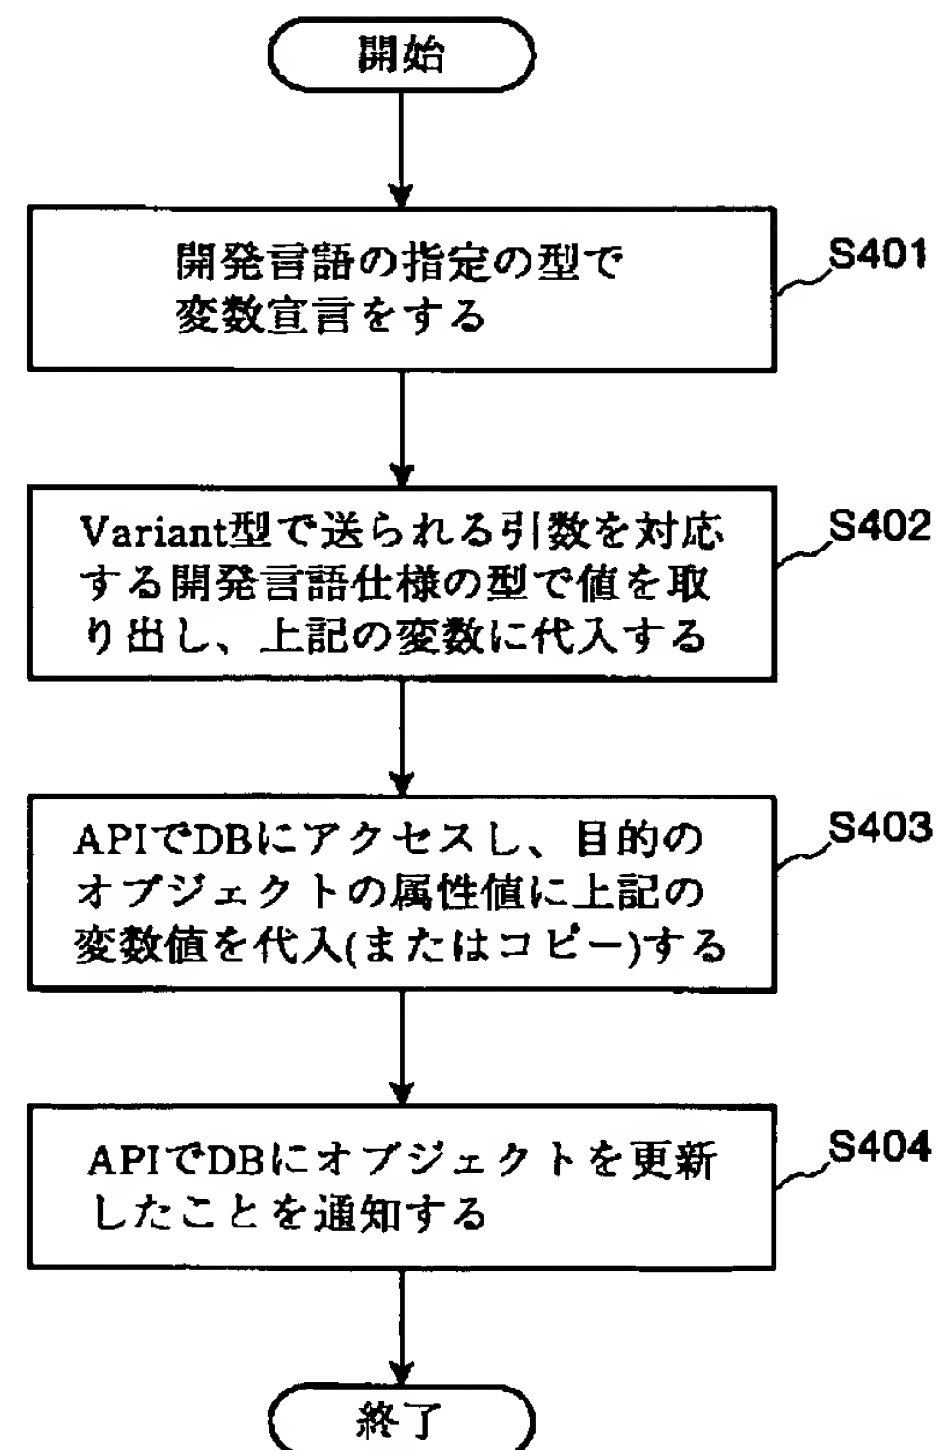 開始
開発言語の指定の型で
変数宣言をする
S401
Variant型で送られる引数を対応
する開発言語仕様の型で値を取
り出し、上記の変数に代入する
S402
APIでDBにアクセスし、目的の
オブジェクトの属性値に上記の
変数値を代入(またはコピー)する
S403
APIでDBにオブジェクトを更新
したことを通知する
S404
終了